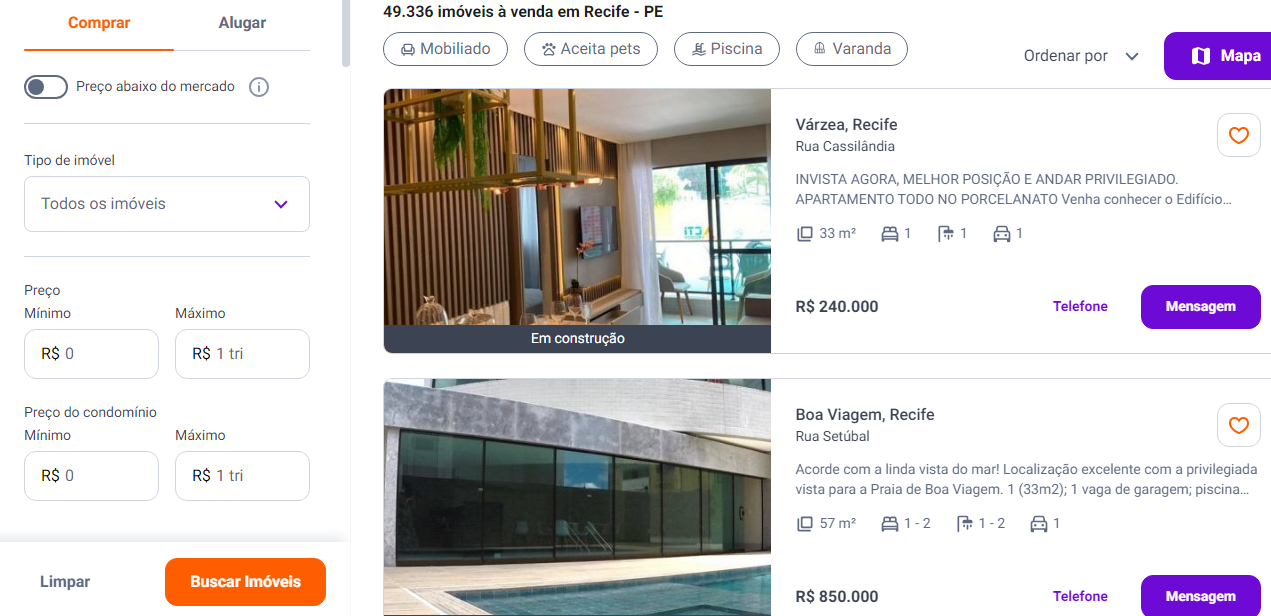 Comprar
Alugar
Preço abaixo do mercado
Tipo de imóvel
Todos os imóveis
Preço
Mínimo
Máximo
R$ 0
R$ 1 tri
Preço do condomínio
Mínimo
Máximo
R$ 0
R$ 1 tri
Limpar
Buscar Imóveis
49.336 imóveis à venda em Recife - PE
Mobiliado
Aceita pets
Piscina
Varanda
Ordenar por
Mapa
Em construção
Várzea, Recife
Rua Cassilândia
INVISTA AGORA, MELHOR POSIÇÃO E ANDAR PRIVILEGIADO.
APARTAMENTO TODO NO PORCELANATO Venha conhecer o Edifício...
33 m² 1 1 1
R$ 240.000
Telefone
Mensagem
Boa Viagem, Recife
Rua Setúbal
Acorde com a linda vista do mar! Localização excelente com a privilegiada
vista para a Praia de Boa Viagem. 1 (33m2); 1 vaga de garagem; piscina...
57 m² 1 - 2 1 - 2 1
R$ 850.000
Telefone
Mensagem